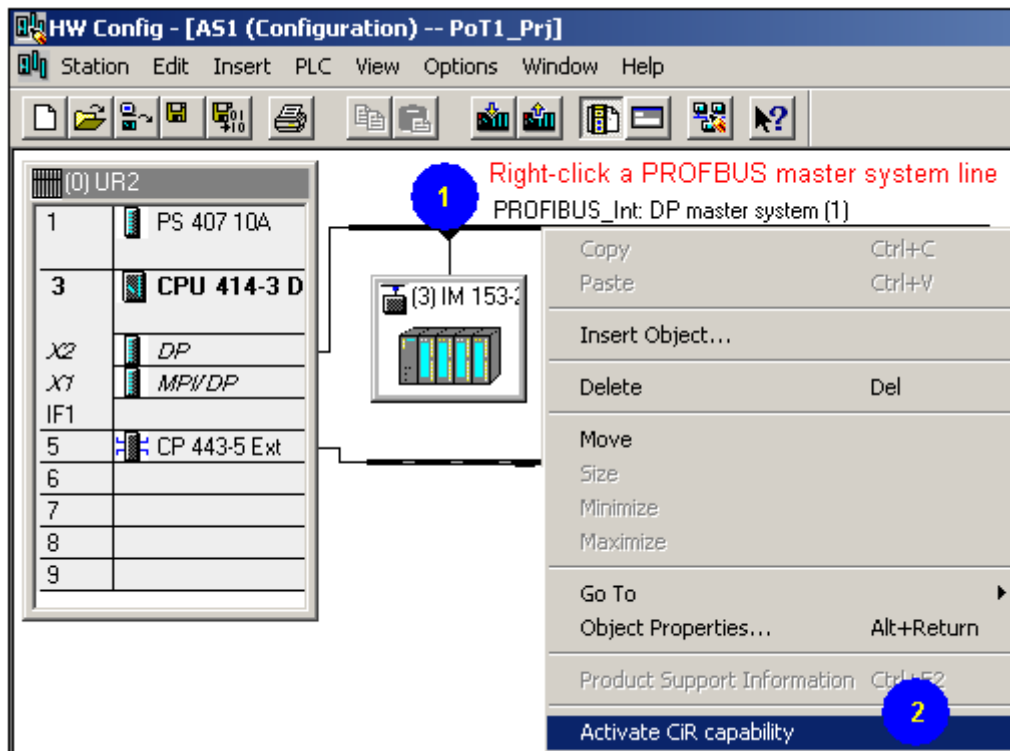 HW Config - [AS1 (Configuration) -- PoT1_Prj]
Station Edit Insert PLC View Options Window Help
(0) UR2
1 PS 407 10A
3 CPU 414-3 D
X2 DP
X1 MPI/DP
IF1
5 CP 443-5 Ext
6
7
8
9
1
Right-click a PROFBUS master system line
PROFIBUS_Int: DP master system (1)
(3) IM 153-2
Copy Ctrl+C
Paste Ctrl+V
Insert Object...
Delete Del
Move
Size
Minimize
Maximize
Go To
Object Properties... Alt+Return
Product Support Information Ctrl+F2
2
Activate CiR capability